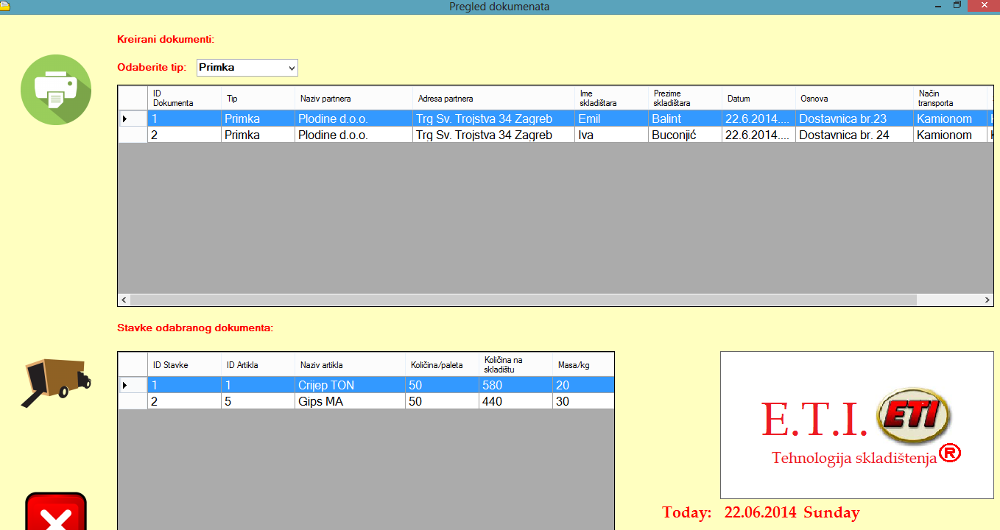 Pregled dokumenata
Kreirani dokumenti:
Odaberite tip: Primka
ID Dokumenta Tip Naziv partnera Adresa partnera Ime skladištara Prezime skladištara Datum Osnova Način transporta
1 Primka Plodine d.o.o. Trg Sv. Trojstva 34 Zagreb Emil Balint 22.6.2014.... Dostavnica br.23 Kamionom
2 Primka Plodine d.o.o. Trg Sv. Trojstva 34 Zagreb Iva Buconjić 22.6.2014.... Dostavnica br. 24 Kamionom
Stavke odabranog dokumenta:
ID Stavke ID Artikla Naziv artikla Količina/paleta Količina na skladištu Masa/kg
1 1 Crijep TON 50 580 20
2 5 Gips MA 50 440 30
E.T.I. ETI
Tehnologija skladištenja ®
Today: 22.06.2014 Sunday